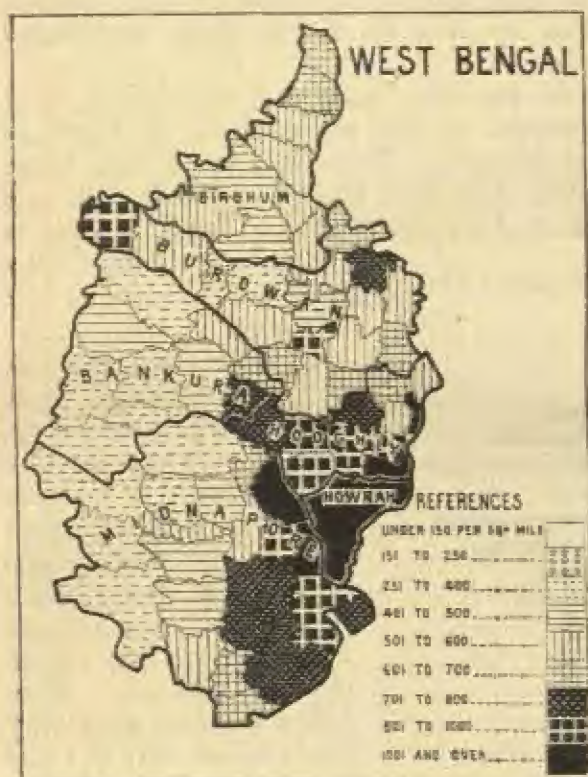 WEST BENGAL
BIRBHUM
BURDWAN
BANKURA
HOOGHLY
HOWRAH
MIDNAPORE
REFERENCES
UNDER 150 PER SQR MILE
151 TO 250
251 TO 400
401 TO 500
501 TO 600
601 TO 700
701 TO 800
801 TO 1000
1001 AND OVER